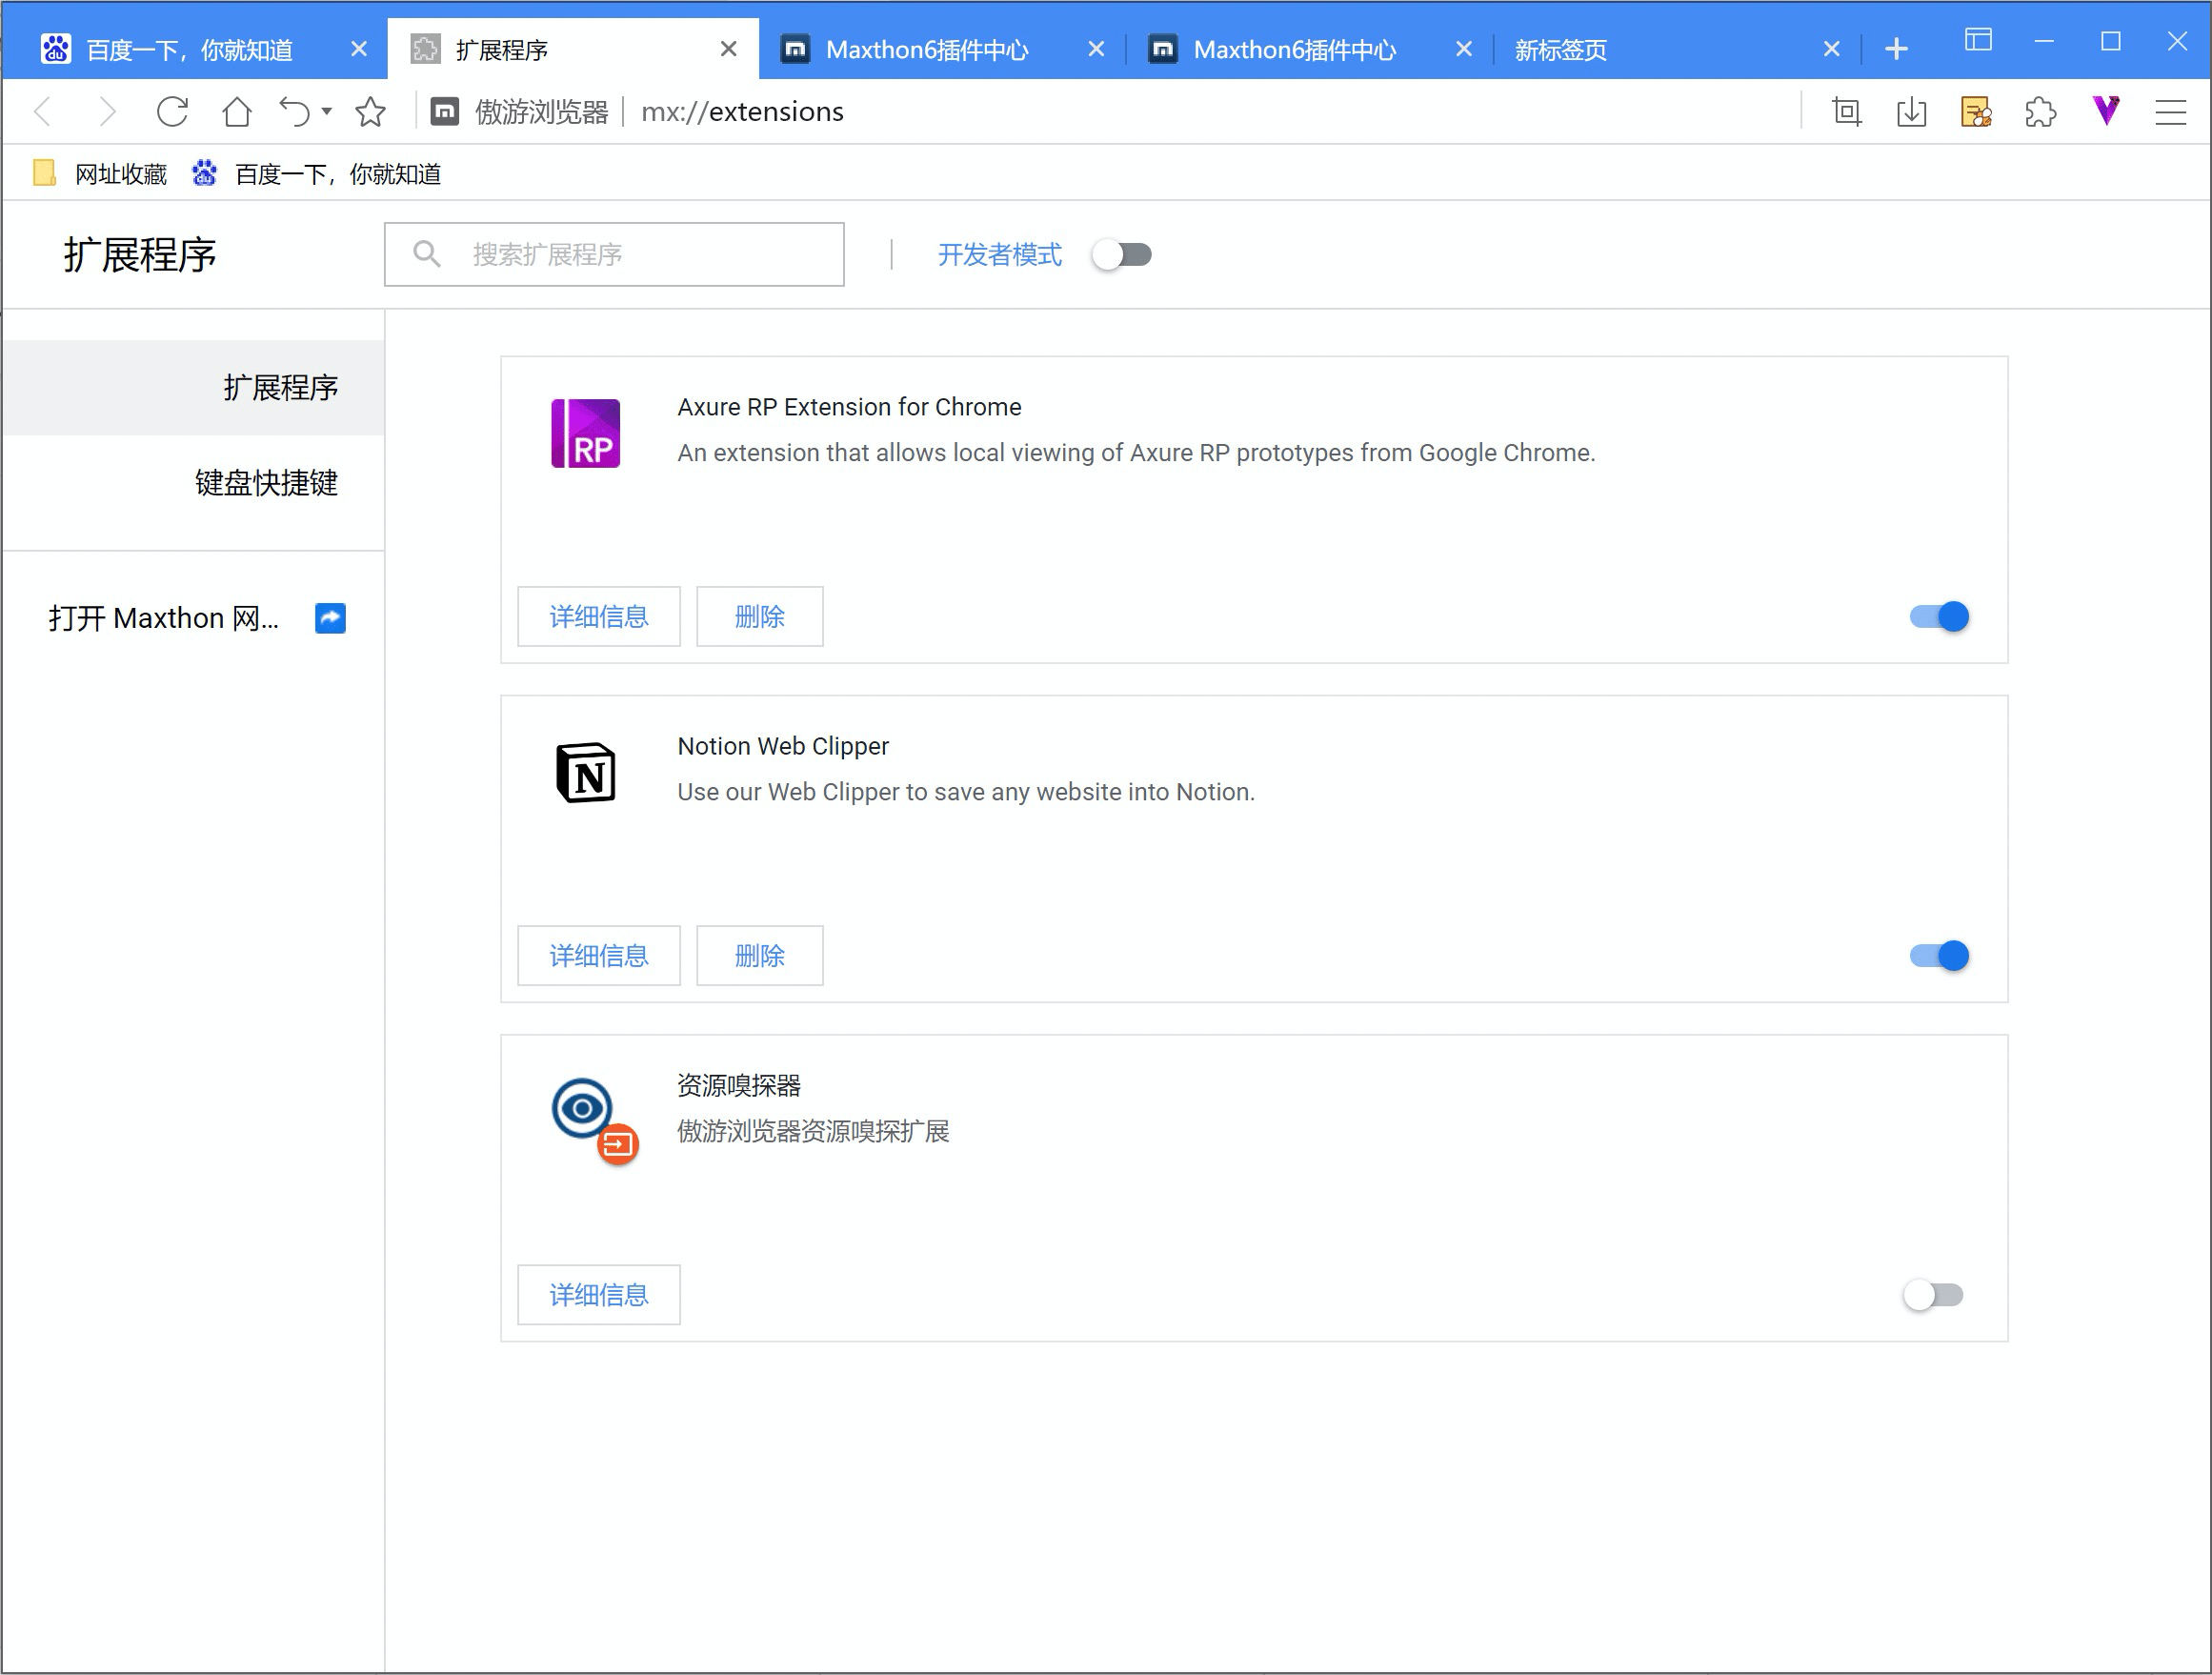 百度一下，你就知道
扩展程序
Maxthon6插件中心
Maxthon6插件中心
新标签页
傲游浏览器 | mx://extensions
网址收藏
百度一下，你就知道
扩展程序
搜索扩展程序
开发者模式
扩展程序
键盘快捷键
打开 Maxthon 网...
RP
Axure RP Extension for Chrome
An extension that allows local viewing of Axure RP prototypes from Google Chrome.
详细信息
删除
N
Notion Web Clipper
Use our Web Clipper to save any website into Notion.
详细信息
删除
资源嗅探器
傲游浏览器资源嗅探扩展
详细信息